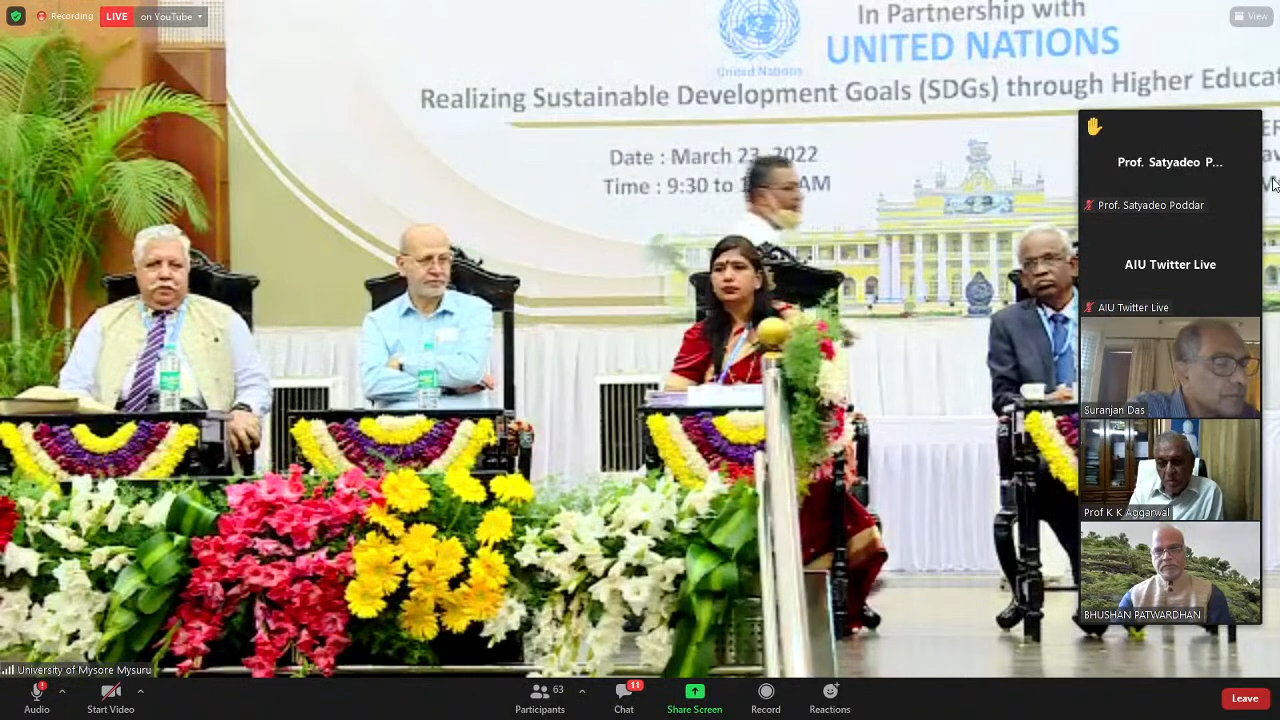 Recording
LIVE
on YouTube
View
In Partnership with
UNITED NATIONS
United Nations
Realizing Sustainable Development Goals (SDGs) through Higher Educat
Date : March 23, 2022
Time : 9:30 to 1 AM
Prof. Satyadeo P...
Prof. Satyadeo Poddar
AIU Twitter Live
AIU Twitter Live
Suranjan Das
Prof K K Aggarwal
BHUSHAN PATWARDHAN
University of Mysore Mysuru
Audio
Start Video
Participants
63
Chat
11
Share Screen
Record
Reactions
Leave